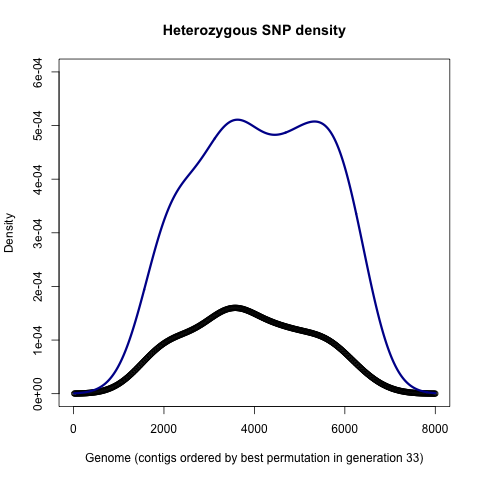 Heterozygous SNP density
Density
6e-04
5e-04
4e-04
3e-04
2e-04
1e-04
0e+00
0 2000 4000 6000 8000
Genome (contigs ordered by best permutation in generation 33)